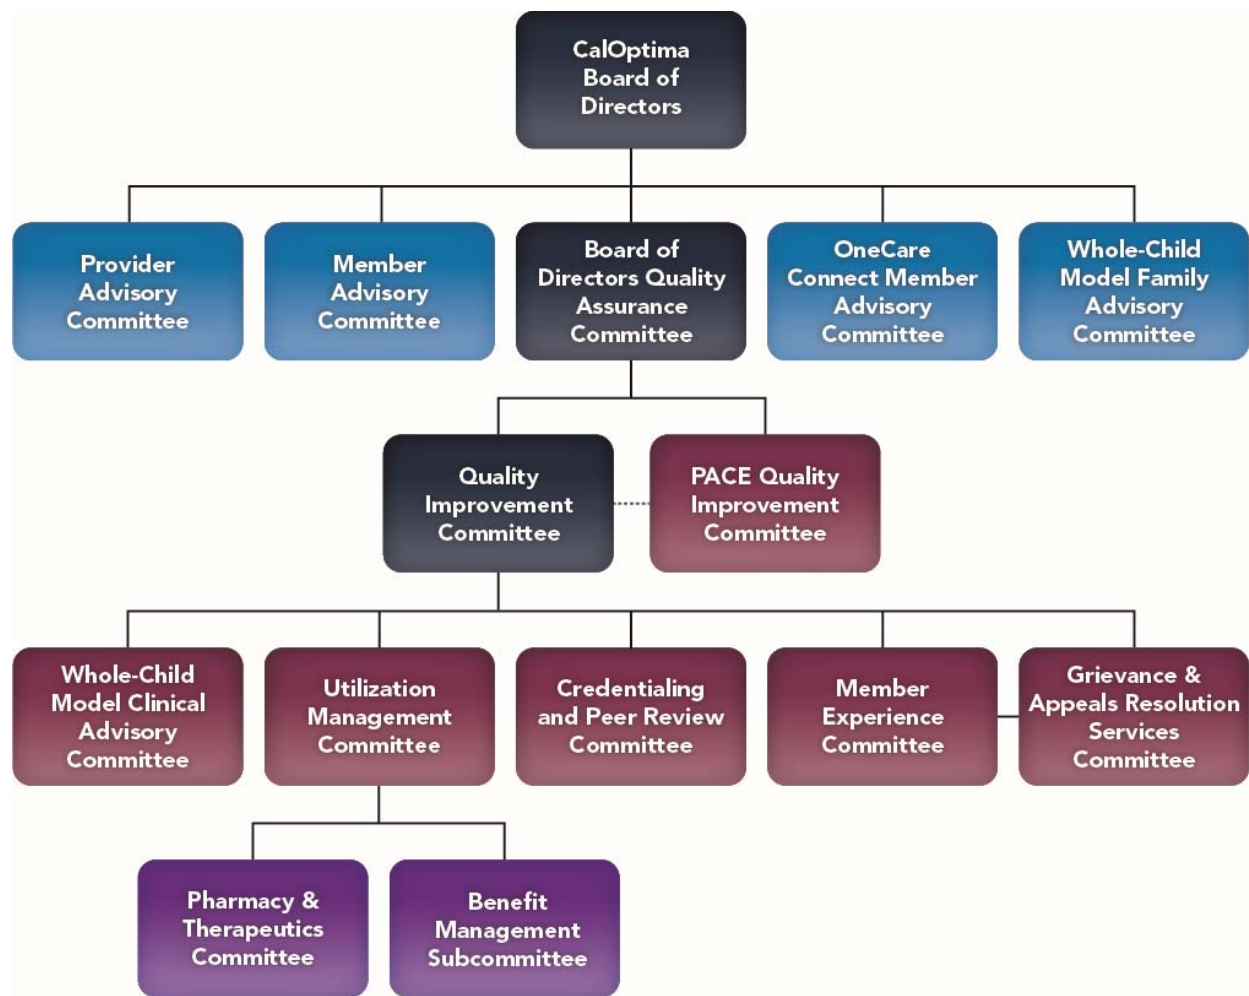 CalOptima
Board of
Directors
Provider
Advisory
Committee
Member
Advisory
Committee
Board of
Directors Quality
Assurance
Committee
OneCare
Connect Member
Advisory
Committee
Whole-Child
Model Family
Advisory
Committee
Quality
Improvement
Committee
PACE Quality
Improvement
Committee
Whole-Child
Model Clinical
Advisory
Committee
Utilization
Management
Committee
Credentialing
and Peer Review
Committee
Member
Experience
Committee
Grievance &
Appeals Resolution
Services
Committee
Pharmacy &
Therapeutics
Committee
Benefit
Management
Subcommittee